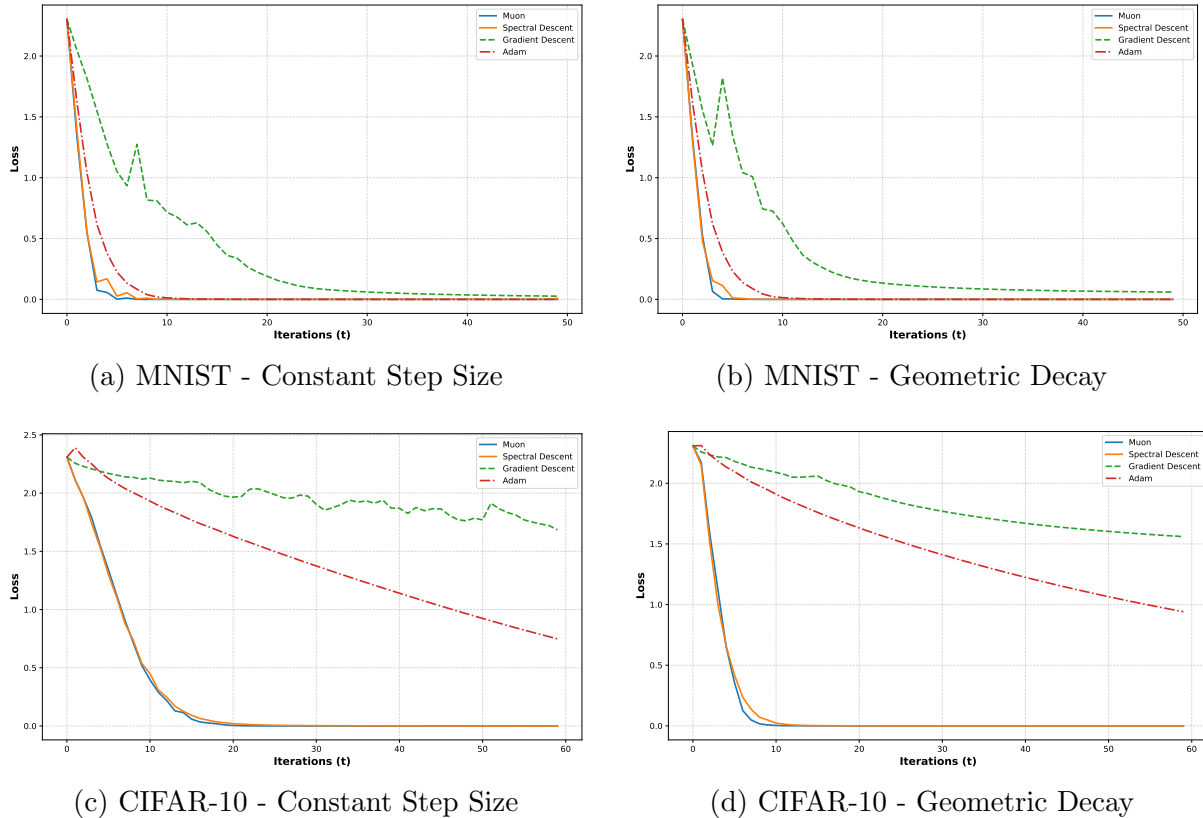 Muon
Spectral Descent
Gradient Descent
Adam
2.0
1.5
1.0
0.5
0.0
Loss
0 10 20 30 40 50
Iterations (t)
(a) MNIST - Constant Step Size
Muon
Spectral Descent
Gradient Descent
Adam
2.0
1.5
1.0
0.5
0.0
Loss
0 10 20 30 40 50
Iterations (t)
(b) MNIST - Geometric Decay
Muon
Spectral Descent
Gradient Descent
Adam
2.5
2.0
1.5
1.0
0.5
0.0
Loss
0 10 20 30 40 50 60
Iterations (t)
(c) CIFAR-10 - Constant Step Size
Muon
Spectral Descent
Gradient Descent
Adam
2.0
1.5
1.0
0.5
0.0
Loss
0 10 20 30 40 50 60
Iterations (t)
(d) CIFAR-10 - Geometric Decay